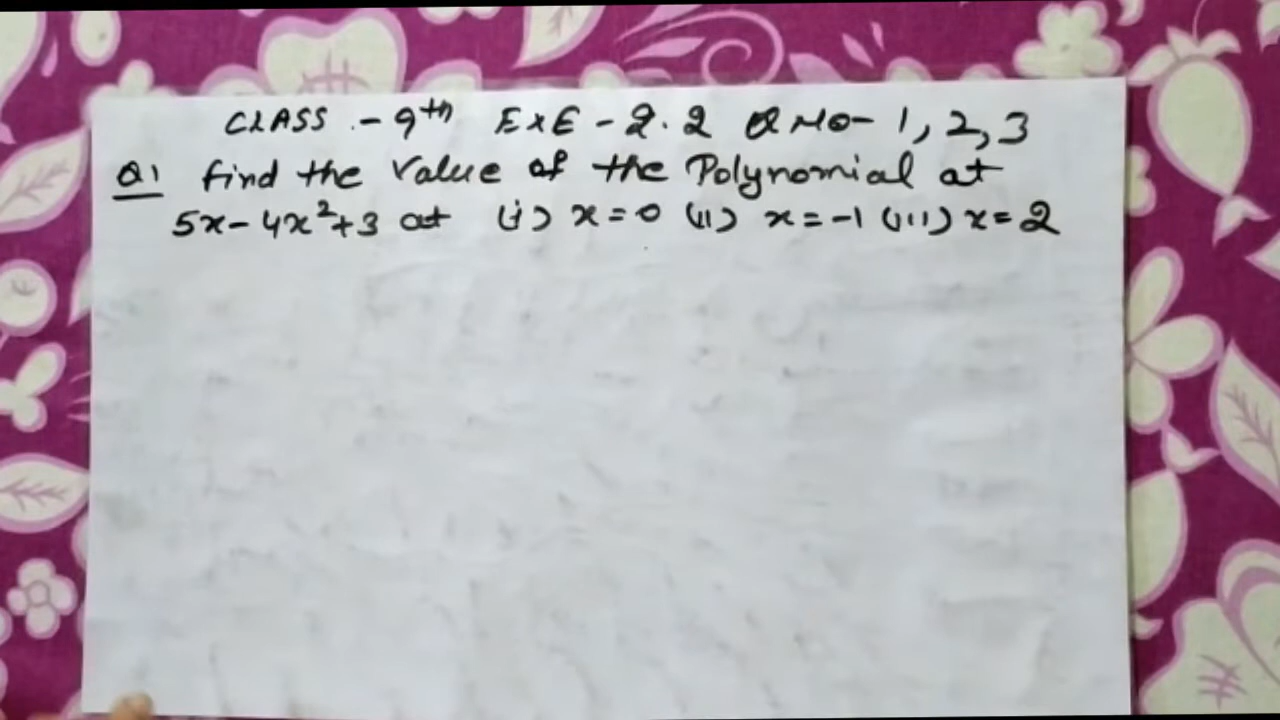 CLASS - 9th EXE - 2.2 Q NO - 1, 2, 3
Q1 find the Value of the Polynomial at
5x - 4x² + 3 at (i) x = 0 (ii) x = -1 (iii) x = 2